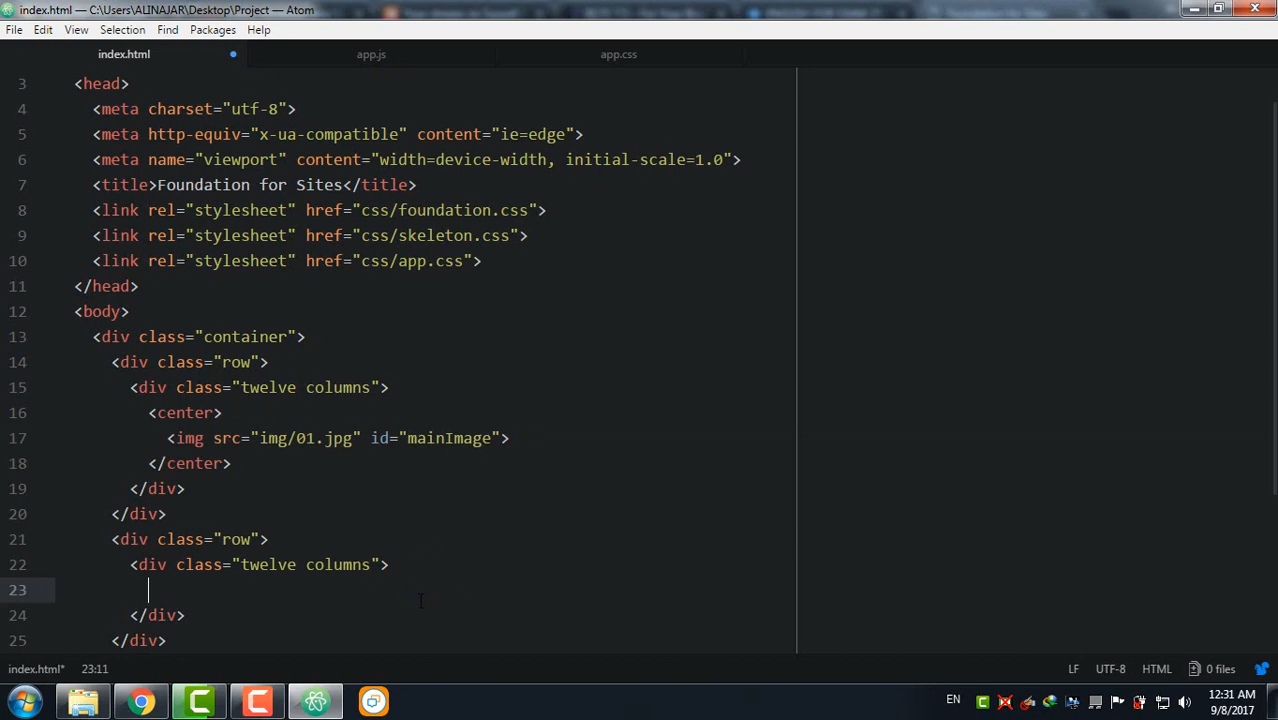 index.html — C:\Users\ALINAJAR\Desktop\Project — Atom
File Edit View Selection Find Packages Help
index.html app.js app.css
3 <head>
4 <meta charset="utf-8">
5 <meta http-equiv="x-ua-compatible" content="ie=edge">
6 <meta name="viewport" content="width=device-width, initial-scale=1.0">
7 <title>Foundation for Sites</title>
8 <link rel="stylesheet" href="css/foundation.css">
9 <link rel="stylesheet" href="css/skeleton.css">
10 <link rel="stylesheet" href="css/app.css">
11 </head>
12 <body>
13 <div class="container">
14 <div class="row">
15 <div class="twelve columns">
16 <center>
17 <img src="img/01.jpg" id="mainImage">
18 </center>
19 </div>
20 </div>
21 <div class="row">
22 <div class="twelve columns">
23
24 </div>
25 </div>
index.html* 23:11 LF UTF-8 HTML 0 files
EN 12:31 AM
9/8/2017